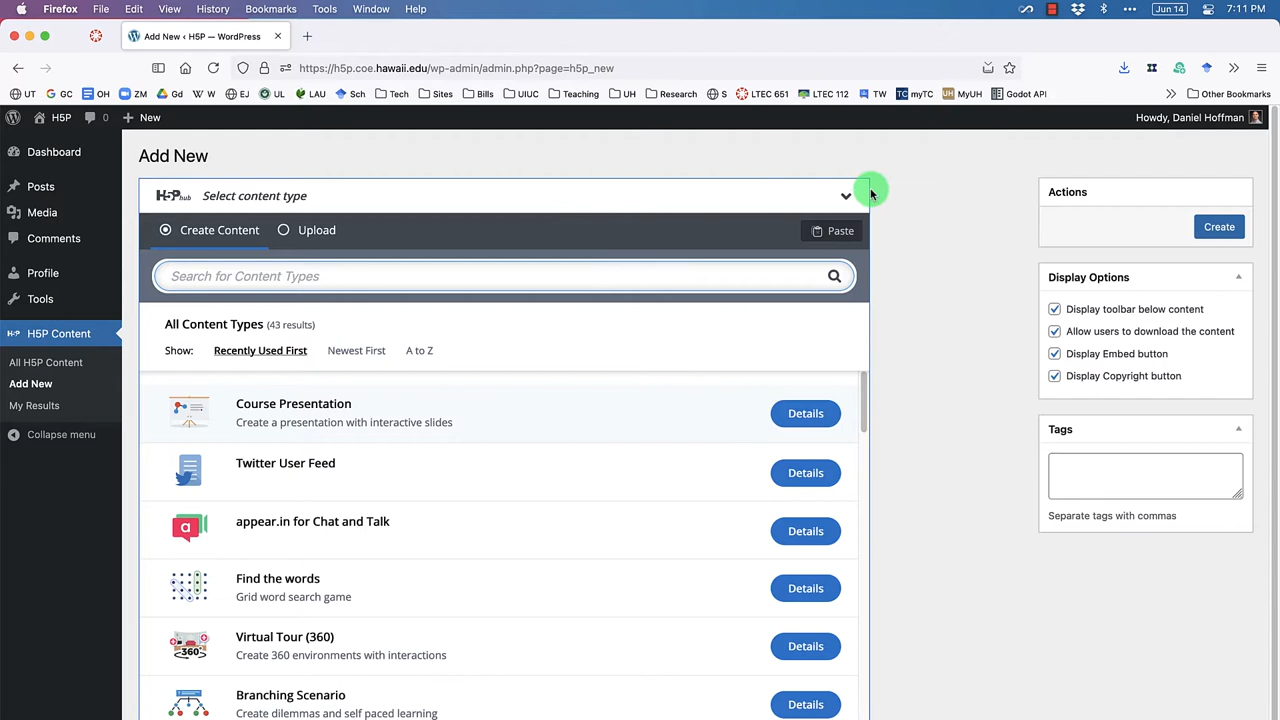 Firefox File Edit View History Bookmarks Tools Window Help Jun 14 7:11 PM
Add New ‹ H5P — WordPress
https://h5p.coe.hawaii.edu/wp-admin/admin.php?page=h5p_new
UT GC OH ZM Gd W EJ UL LAU Sch Tech Sites Bills UIUC Teaching UH Research S LTEC 651 LTEC 112 TW myTC MyUH Godot API Other Bookmarks
H5P 0 New Howdy, Daniel Hoffman
Dashboard
Posts
Media
Comments
Profile
Tools
H5P Content
All H5P Content
Add New
My Results
Collapse menu
Add New
H5P hub Select content type
Create Content Upload Paste
Search for Content Types
All Content Types (43 results)
Show: Recently Used First Newest First A to Z
Course Presentation
Create a presentation with interactive slides
Details
Twitter User Feed
Details
appear.in for Chat and Talk
Details
Find the words
Grid word search game
Details
Virtual Tour (360)
Create 360 environments with interactions
Details
Branching Scenario
Create dilemmas and self paced learning
Details
Actions
Create
Display Options
Display toolbar below content
Allow users to download the content
Display Embed button
Display Copyright button
Tags
Separate tags with commas